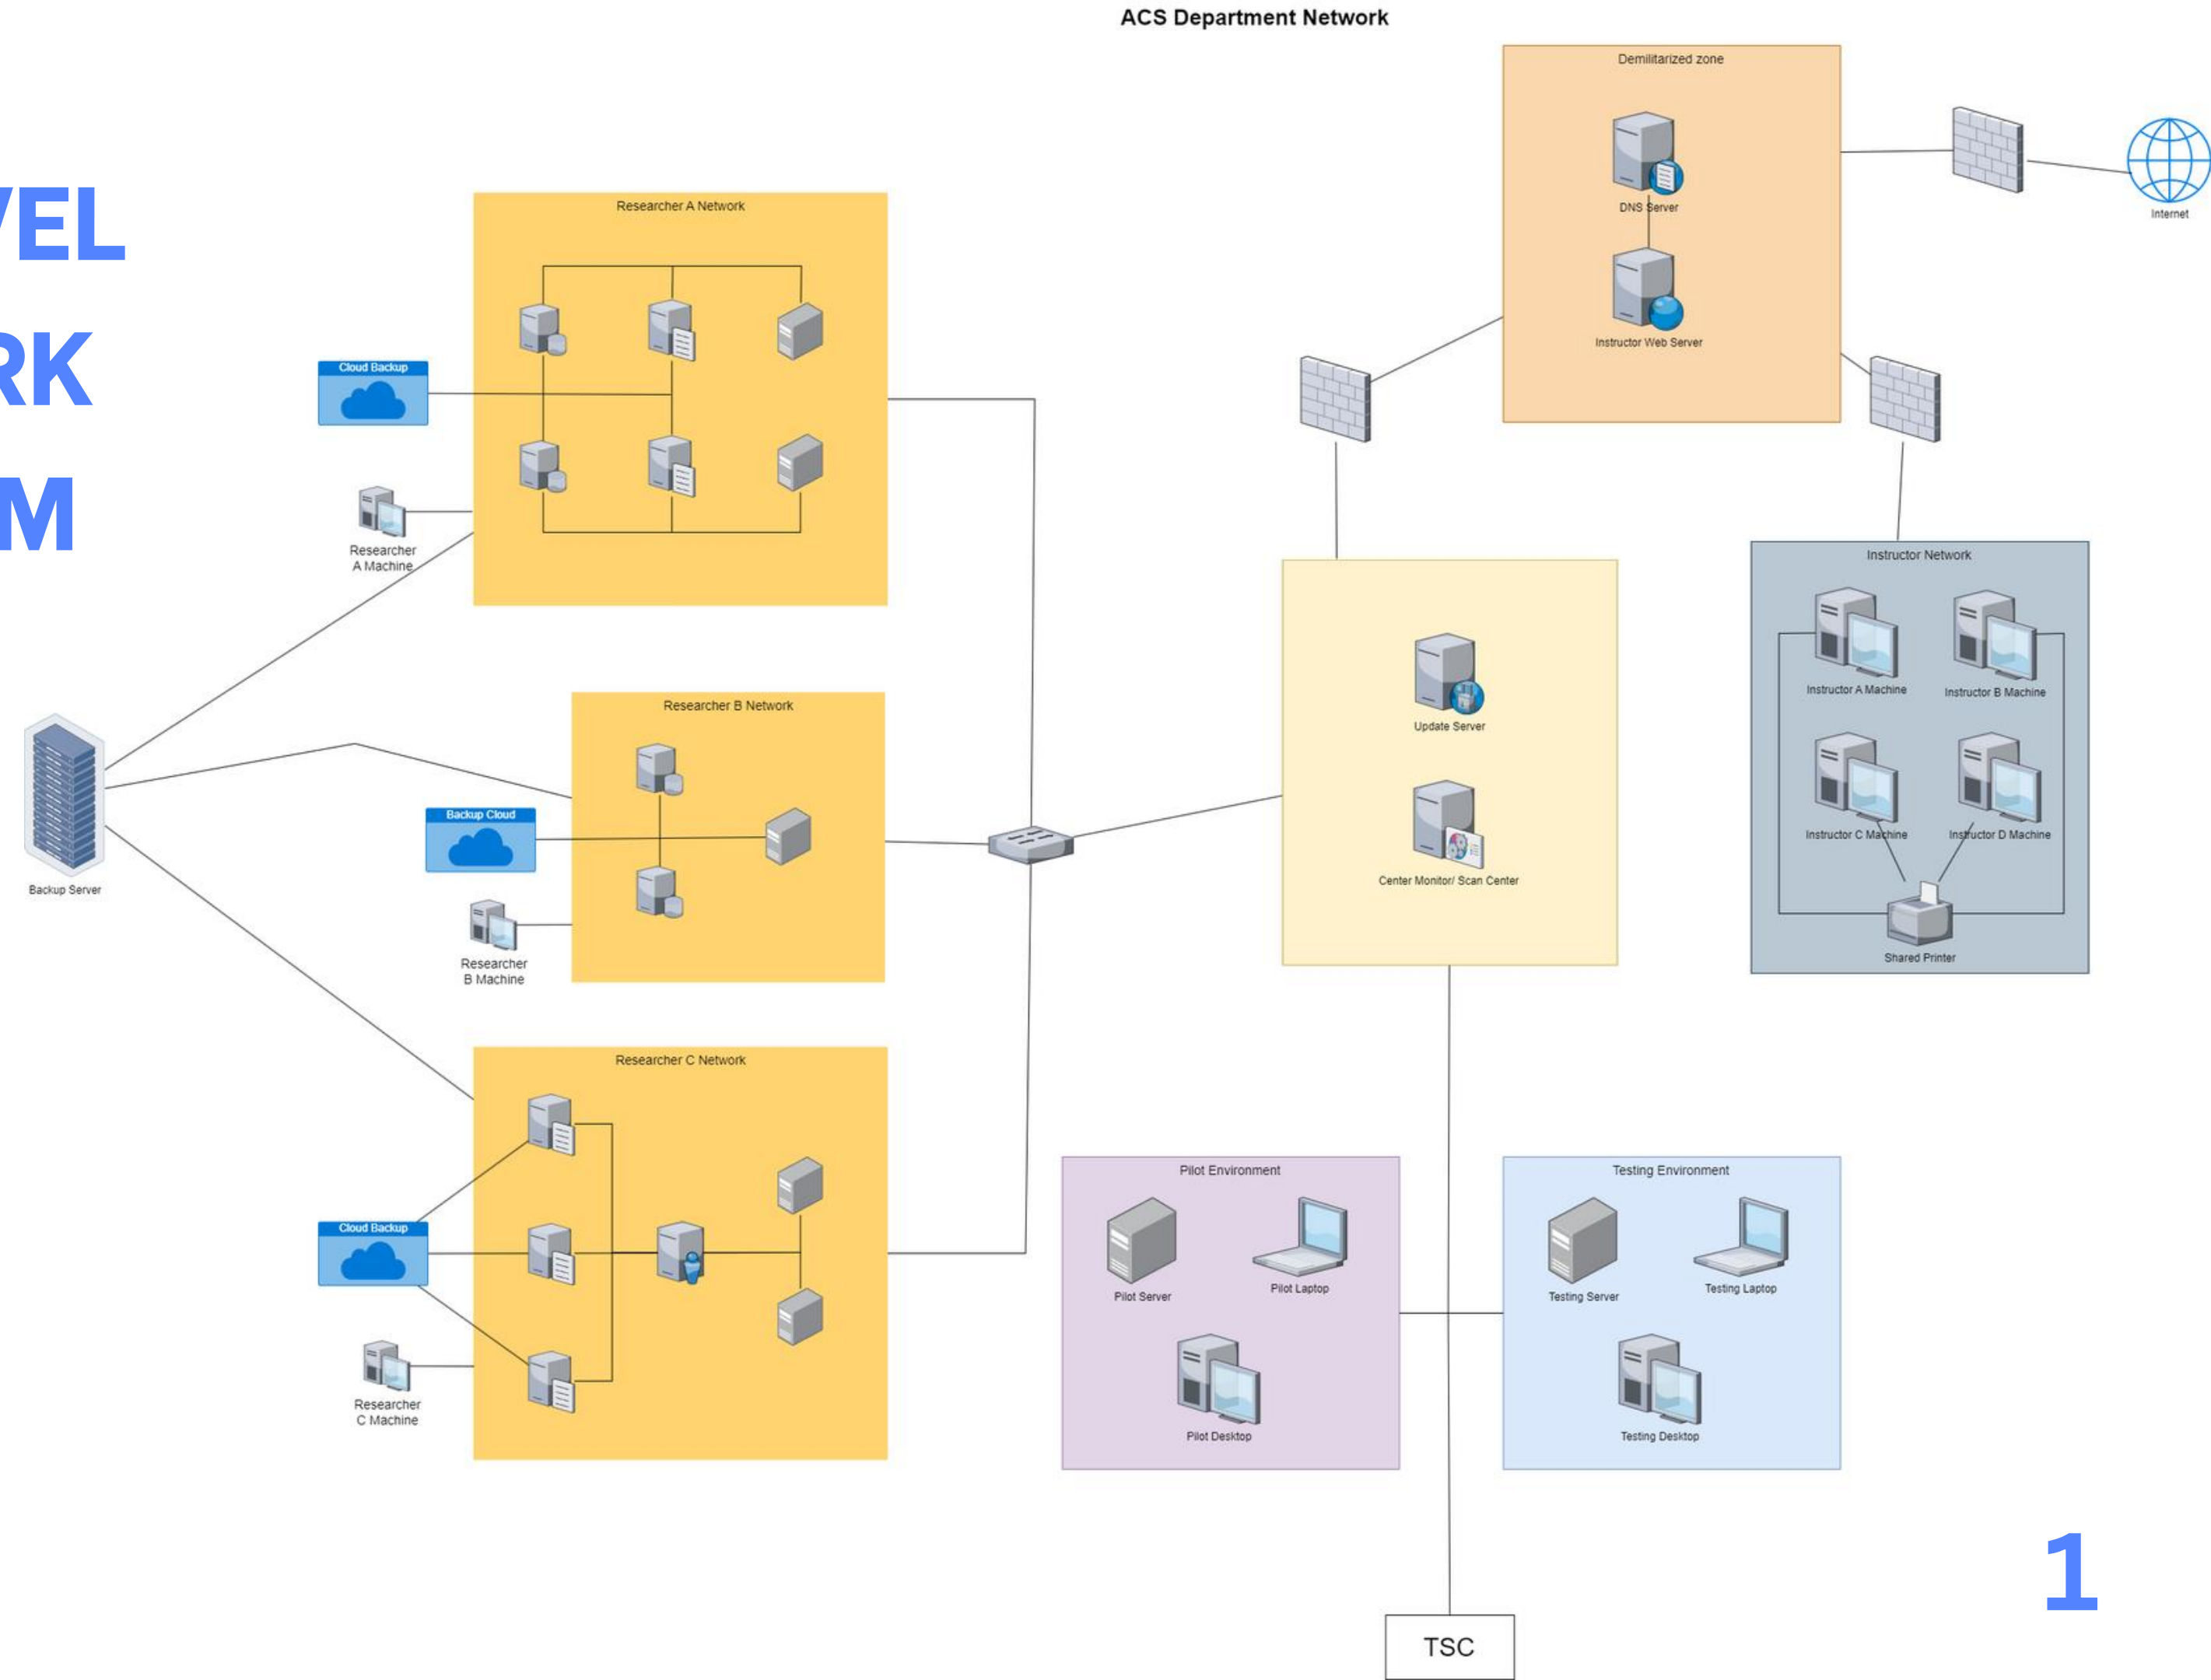 ACS Department Network
VEL
RK
M
Demilitarized zone
DNS Server
Instructor Web Server
Internet
Researcher A Network
Cloud Backup
Researcher
A Machine
Researcher B Network
Backup Cloud
Researcher
B Machine
Backup Server
Researcher C Network
Cloud Backup
Researcher
C Machine
Update Server
Center Monitor/ Scan Center
Instructor Network
Instructor A Machine
Instructor B Machine
Instructor C Machine
Instructor D Machine
Shared Printer
Pilot Environment
Pilot Server
Pilot Laptop
Pilot Desktop
Testing Environment
Testing Server
Testing Laptop
Testing Desktop
TSC
1